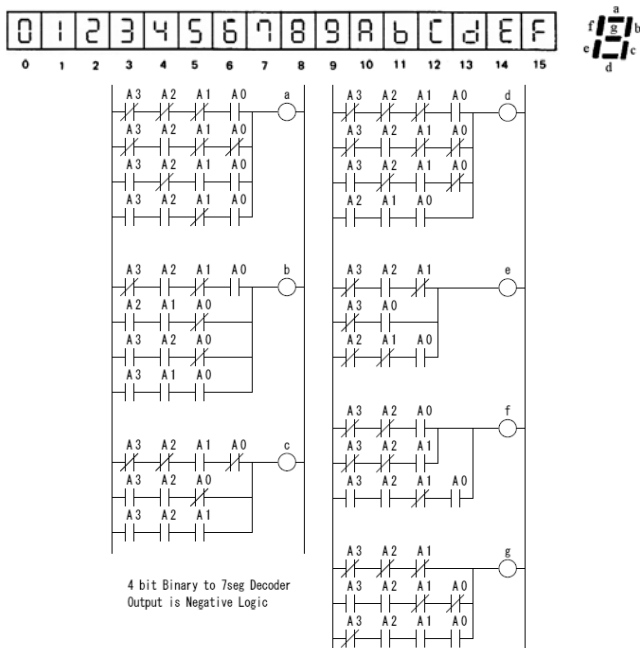 0 1 2 3 4 5 6 7 8 9 A b C d E F
0 1 2 3 4 5 6 7 8 9 10 11 12 13 14 15
a
f g b
e c
d
A3 A2 A1 A0 a
A3 A2 A1 A0
A3 A2 A1 A0
A3 A2 A1 A0
A3 A2 A1 A0 b
A2 A1 A0
A3 A2 A0
A3 A1 A0
A3 A2 A1 A0 c
A3 A2 A0
A3 A2 A1
4 bit Binary to 7seg Decoder
Output is Negative Logic
A3 A2 A1 A0 d
A3 A2 A1 A0
A3 A2 A1 A0
A2 A1 A0
A3 A2 A1 e
A3 A0
A2 A1 A0
A3 A2 A0 f
A3 A2 A1
A3 A2 A1 A0
A3 A2 A1 g
A3 A2 A1 A0
A3 A2 A1 A0